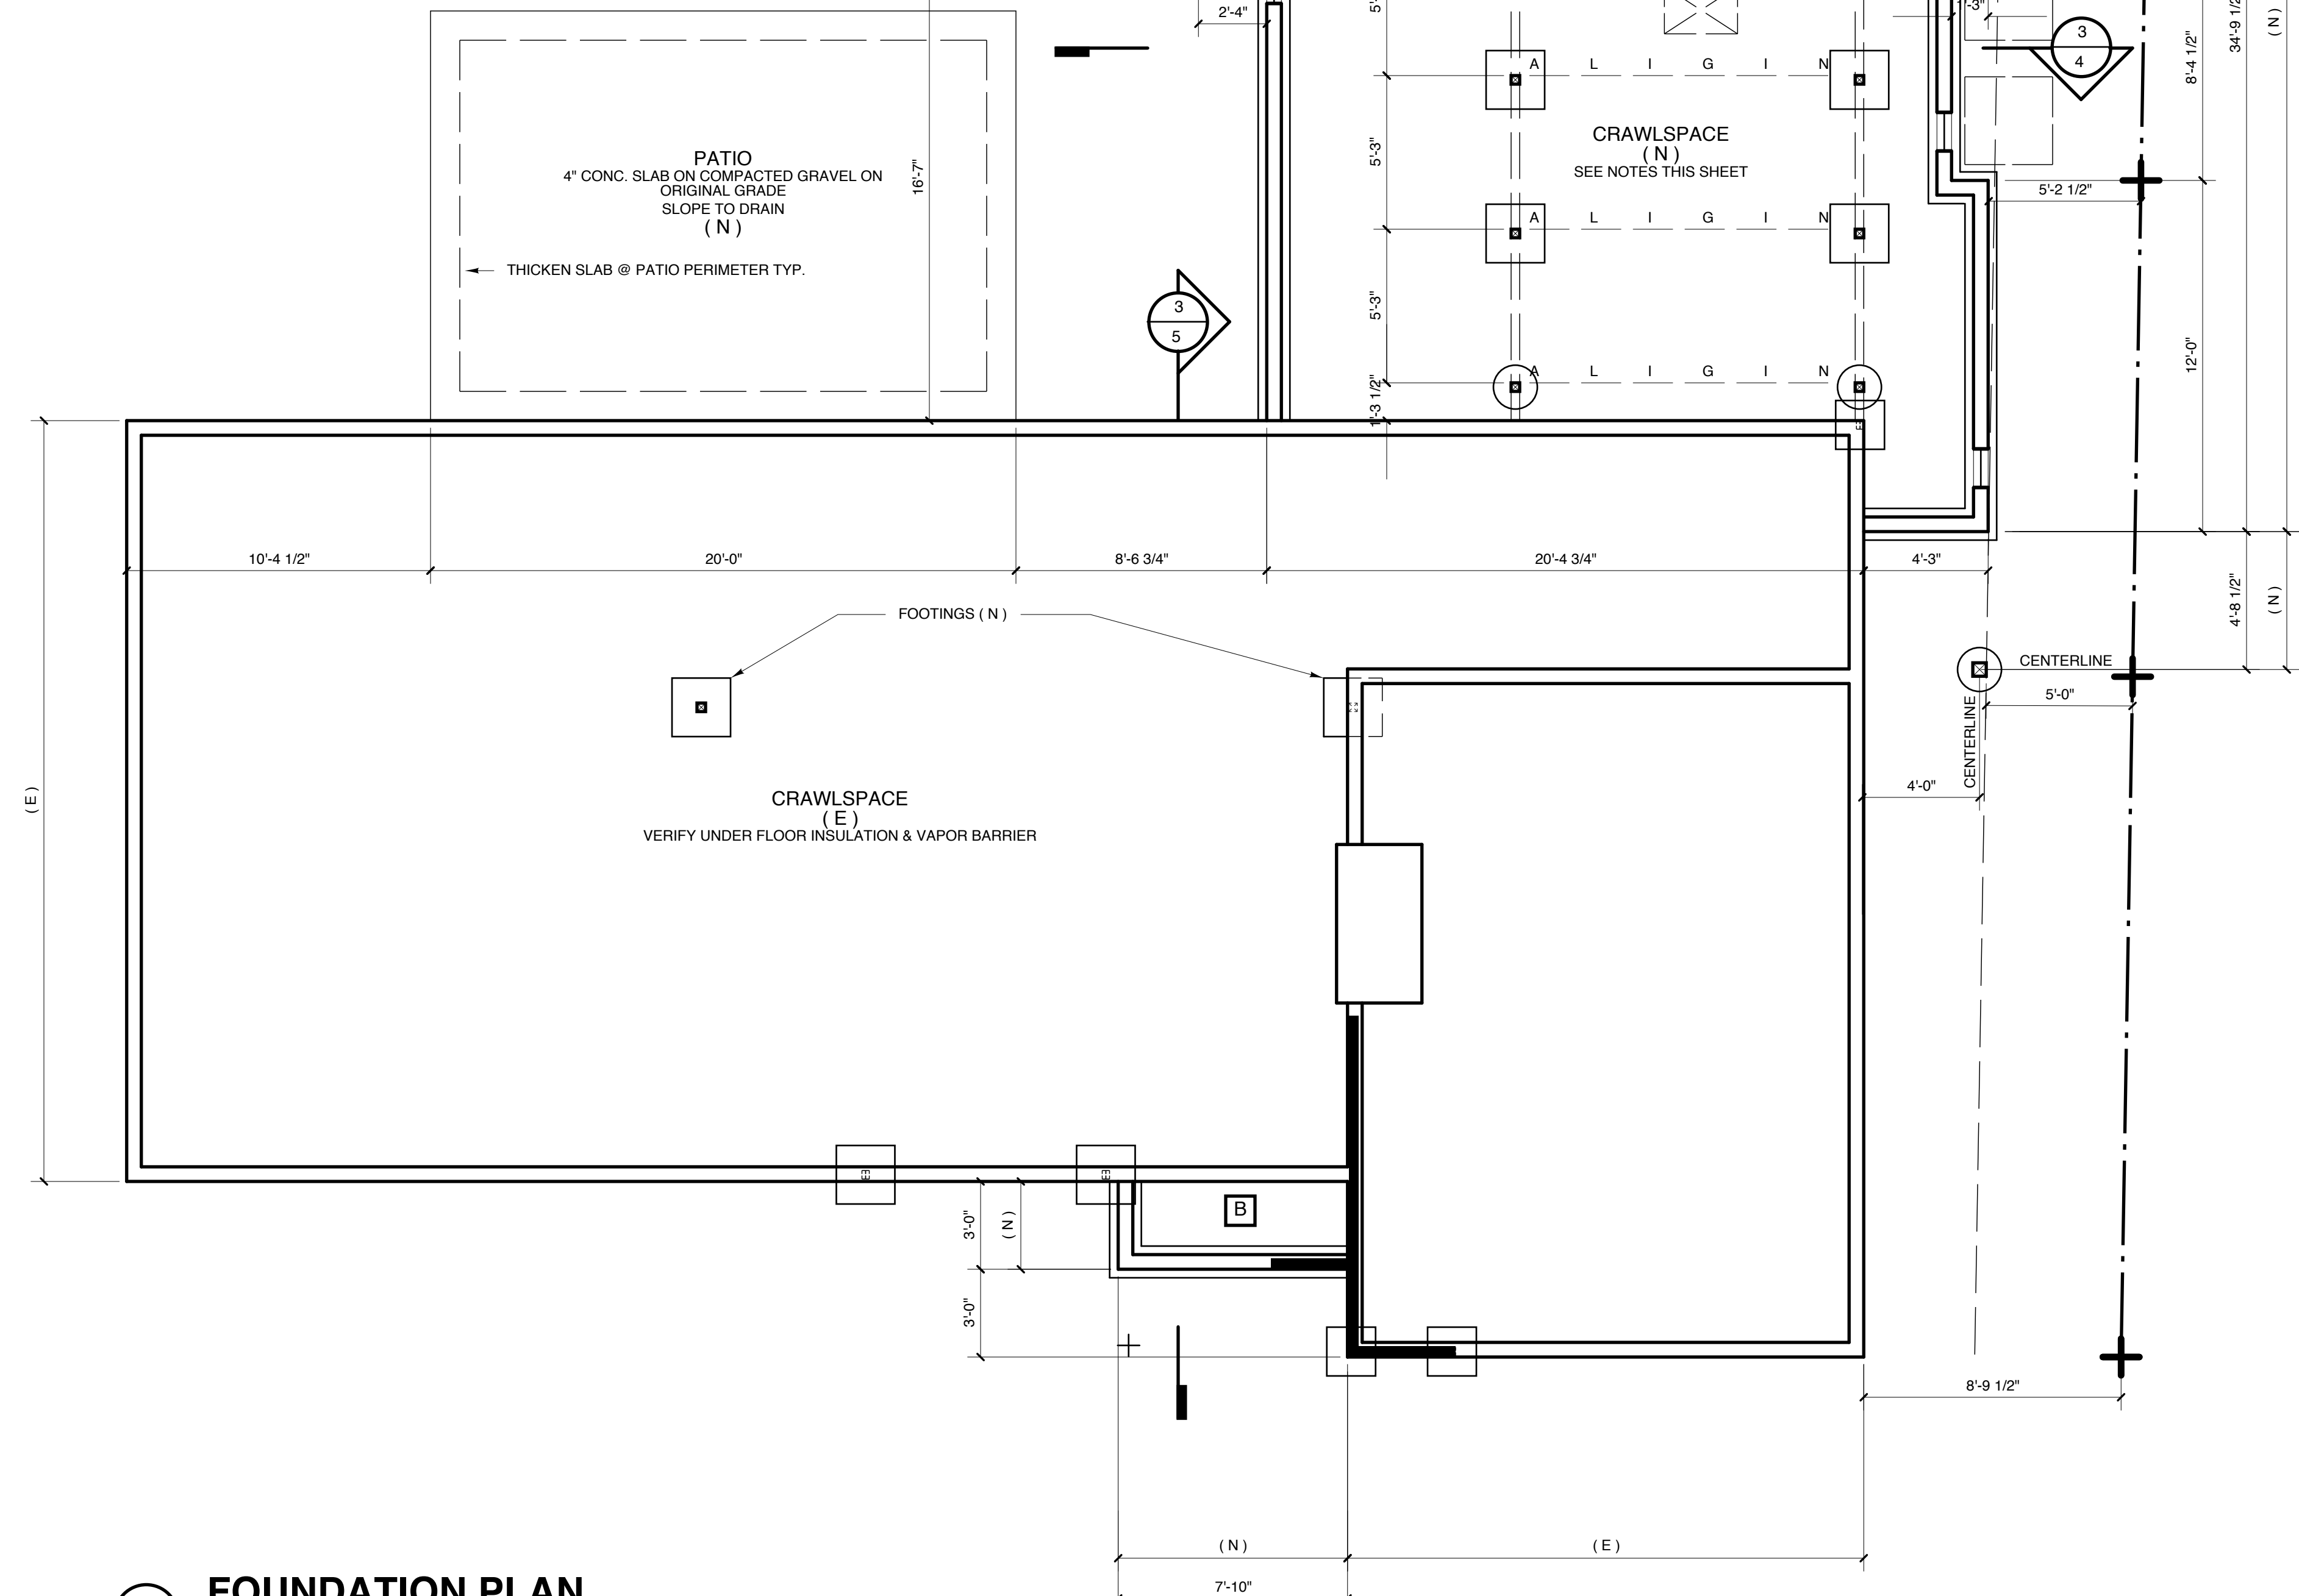 2'-4"
5'-
1'-3"
3
4
8'-4 1/2"
34'-9 1/2
( N )
A L I G I N
CRAWLSPACE
( N )
SEE NOTES THIS SHEET
5'-3"
PATIO
4" CONC. SLAB ON COMPACTED GRAVEL ON
ORIGINAL GRADE
SLOPE TO DRAIN
( N )
16'-7"
5'-2 1/2"
A L I G I N
THICKEN SLAB @ PATIO PERIMETER TYP.
3
5
5'-3"
12'-0"
A L I G I N
1'-3 1/2"
10'-4 1/2"
20'-0"
8'-6 3/4"
20'-4 3/4"
4'-3"
4'-8 1/2"
( N )
FOOTINGS ( N )
CENTERLINE
5'-0"
CENTERLINE
4'-0"
( E )
CRAWLSPACE
( E )
VERIFY UNDER FLOOR INSULATION & VAPOR BARRIER
B
3'-0"
( N )
3'-0"
8'-9 1/2"
( N )
( E )
7'-10"
FOUNDATION PLAN